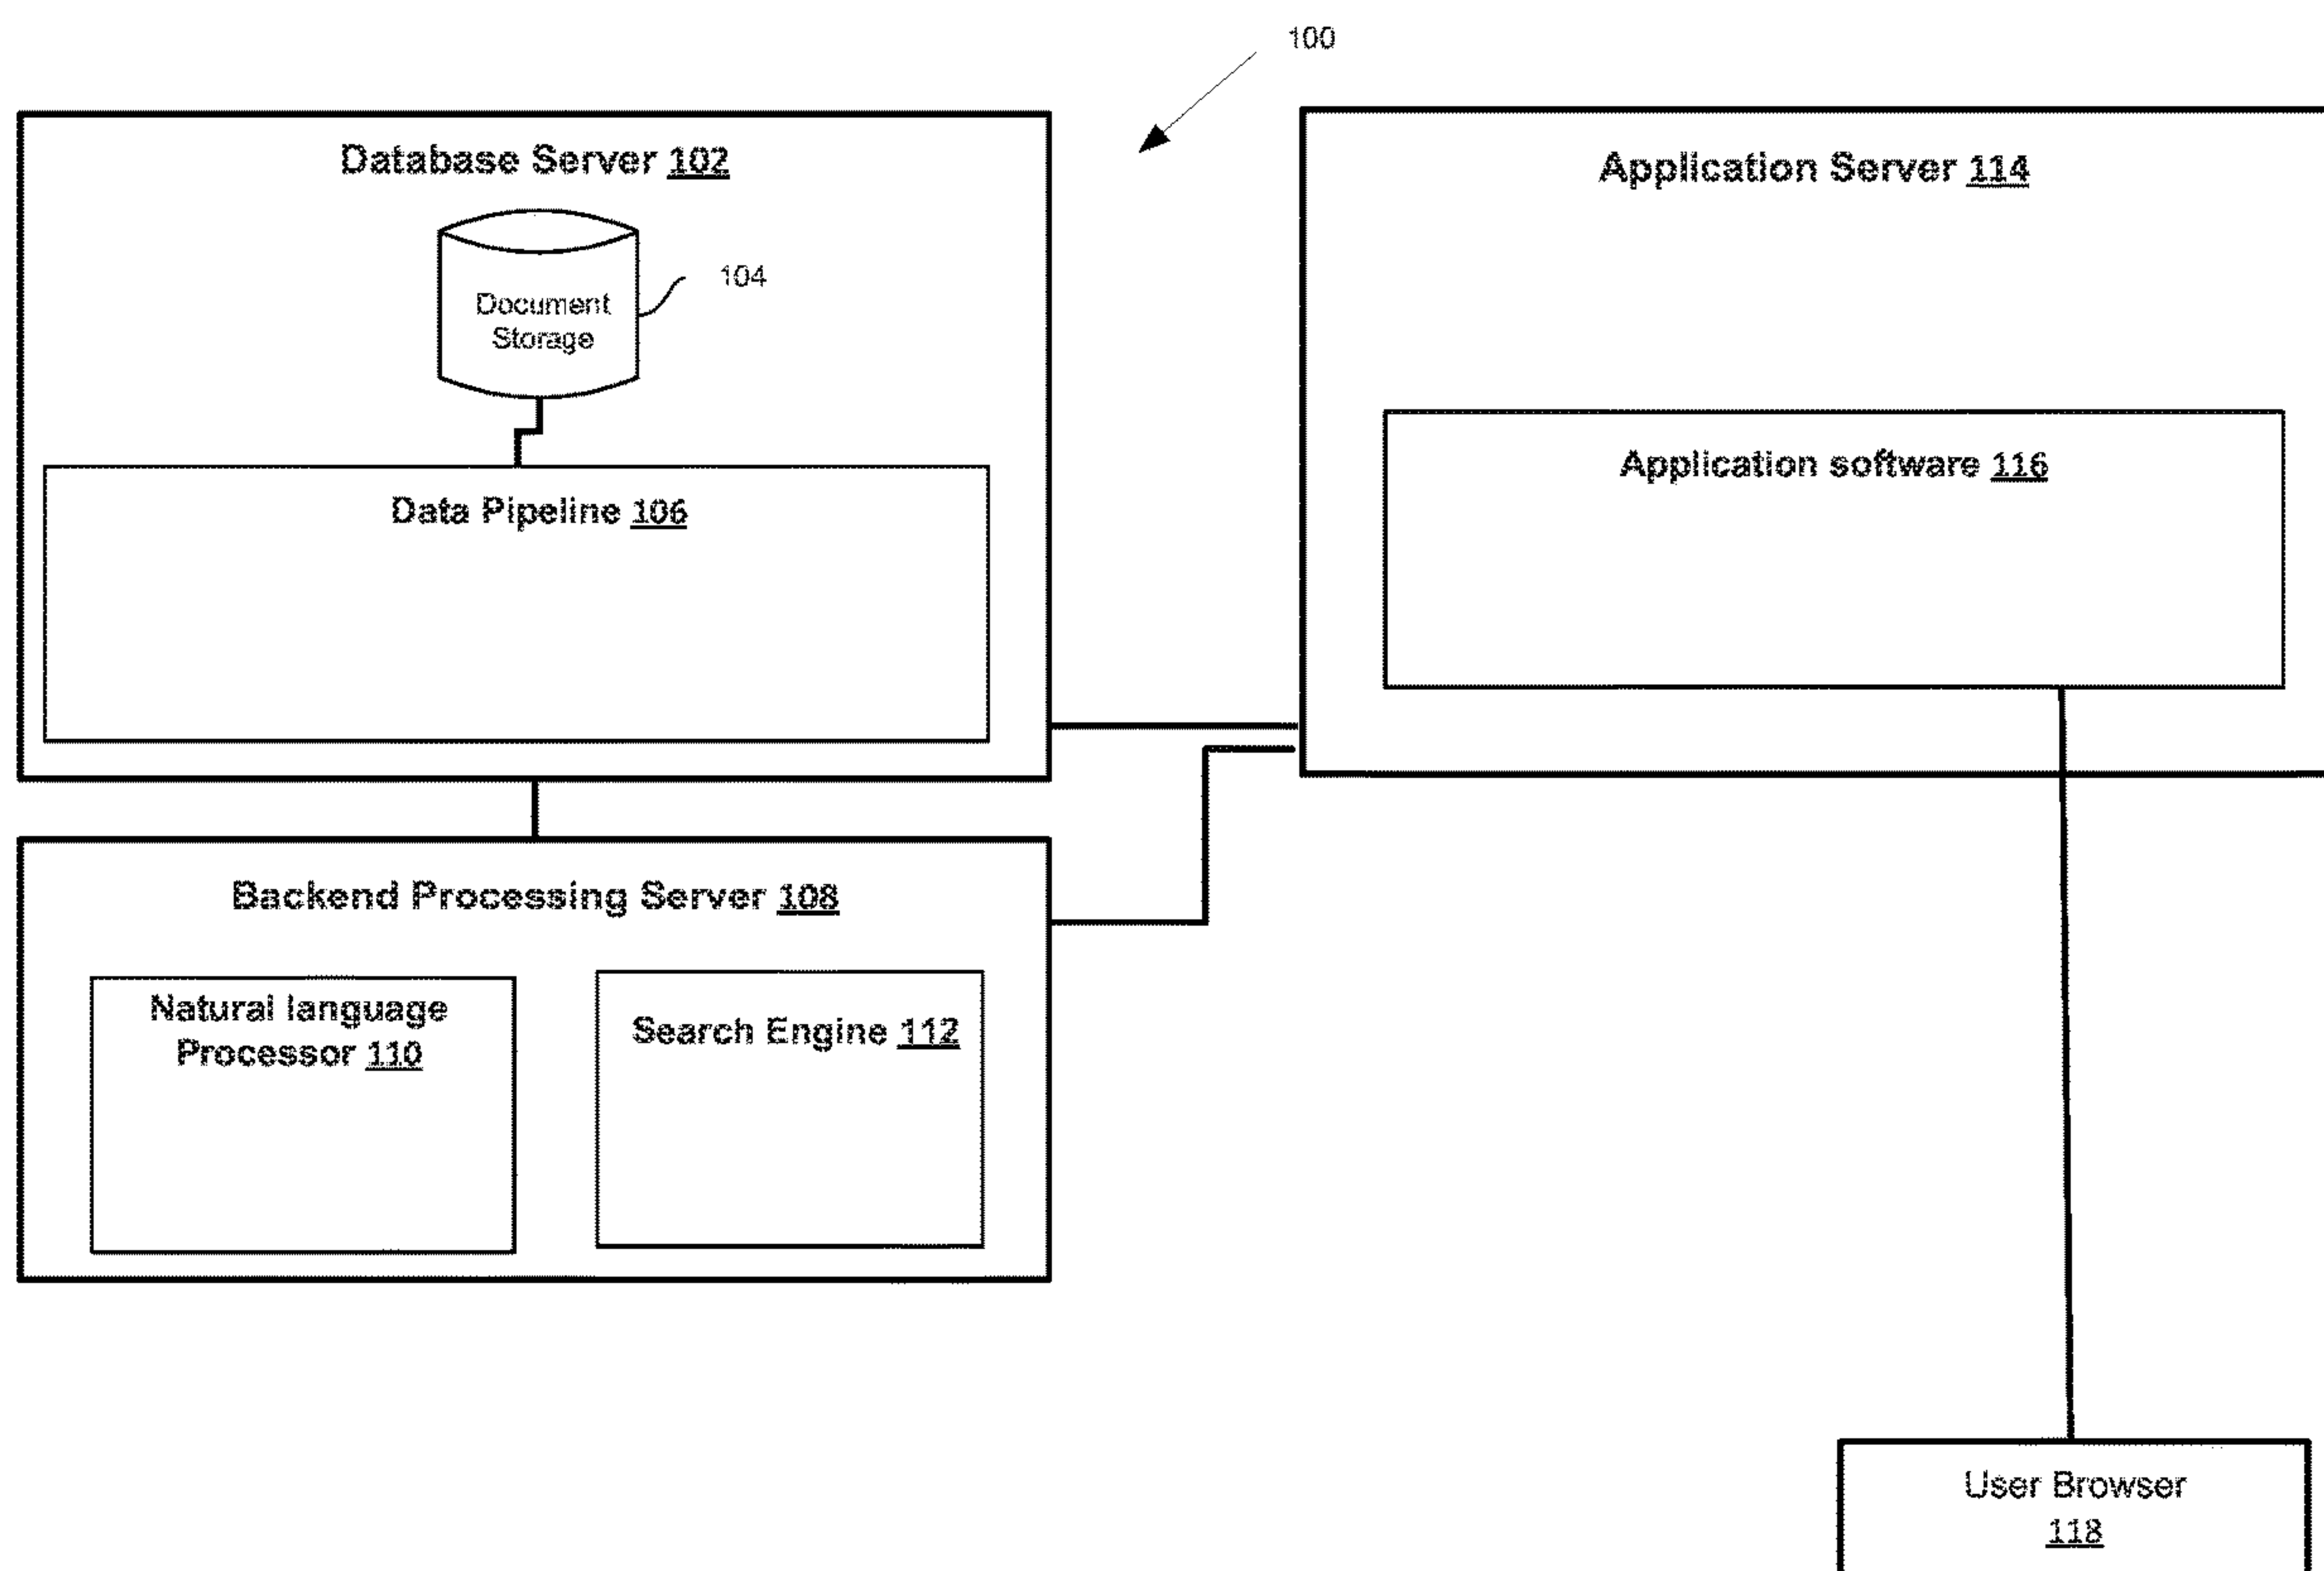 100
Database Server 102
Document
Storage
104
Data Pipeline 106
Application Server 114
Application software 116
Backend Processing Server 108
Natural language
Processor 110
Search Engine 112
User Browser
118